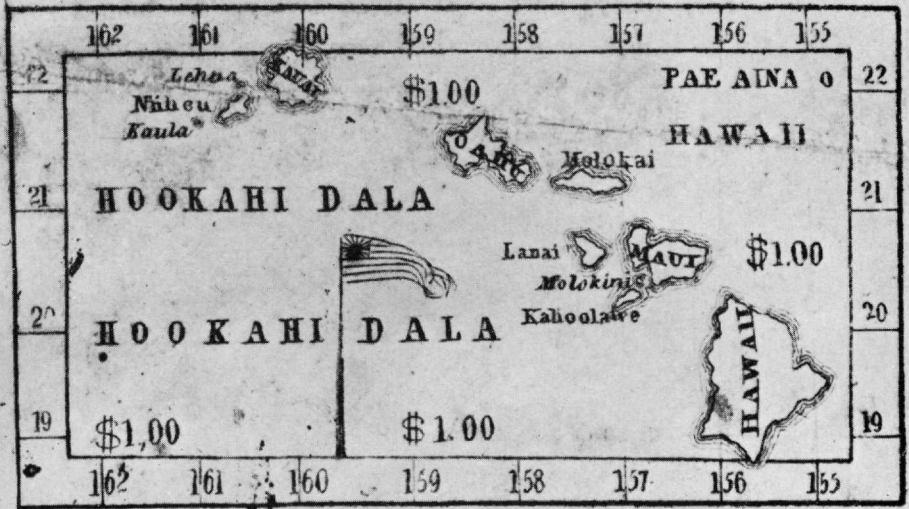 162 161 160 159 158 157 156 155
22 22
Lehua KAUAI $1.00 PAE AINA o
Niiheu
Kaula OAHU HAWAII
Molokai
21 HOOKAHI DALA 21
Lanai MAUI $1.00
Molokini
Kahoolawe
20 HOOKAHI DALA 20
HAWAII
19 $1,00 $1.00 19
162 161 160 159 158 157 156 155